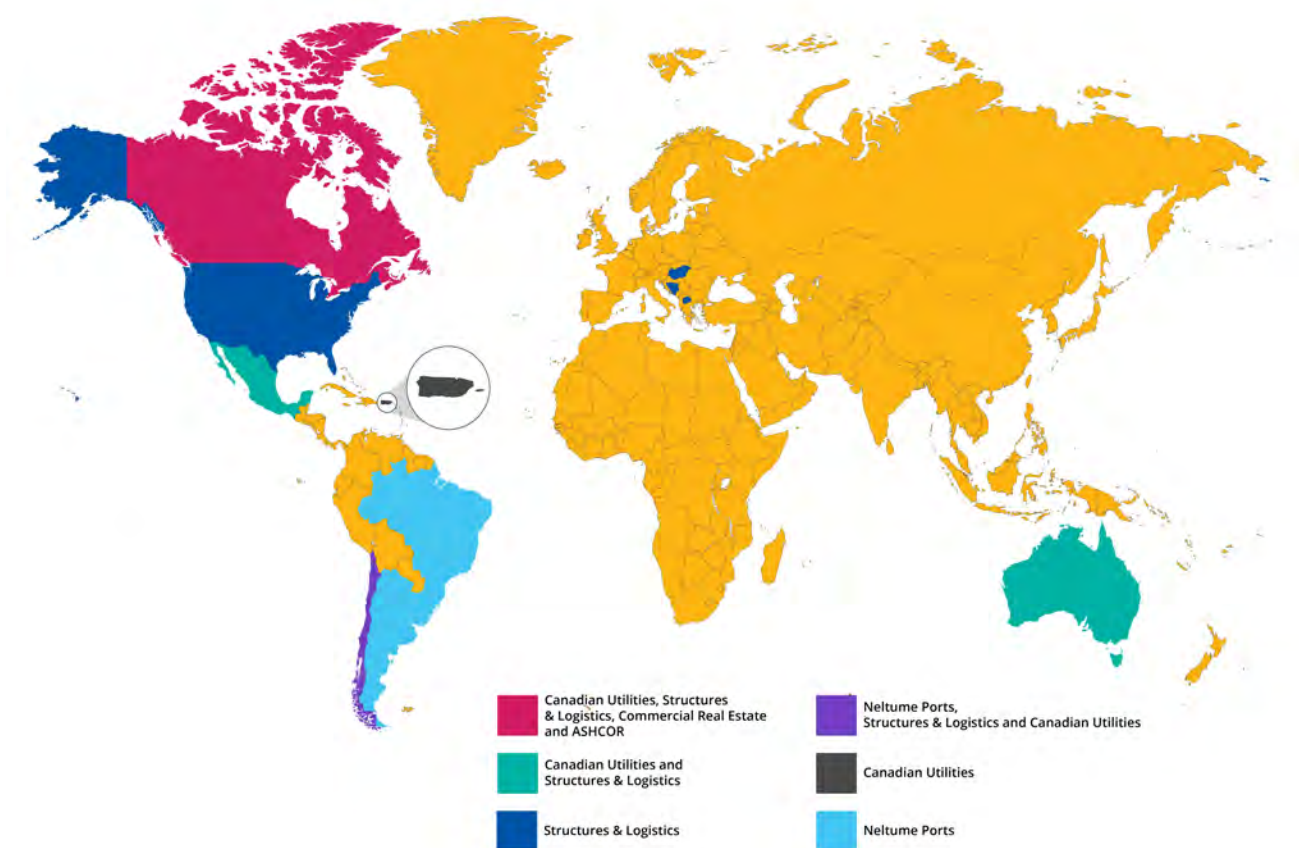 Canadian Utilities, Structures
& Logistics, Commercial Real Estate
and ASHCOR
Canadian Utilities and
Structures & Logistics
Structures & Logistics
Neltume Ports,
Structures & Logistics and Canadian Utilities
Canadian Utilities
Neltume Ports